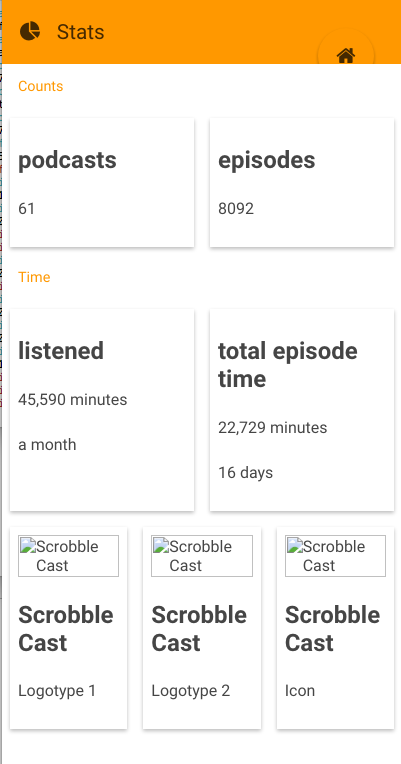 Stats
Counts
podcasts
episodes
61
8092
Time
listened
total episode
time
45,590 minutes
22,729 minutes
a month
16 days
Scrobble
Cast
Scrobble
Cast
Scrobble
Cast
Scrobble
Cast
Scrobble
Cast
Scrobble
Cast
Logotype 1
Logotype 2
Icon